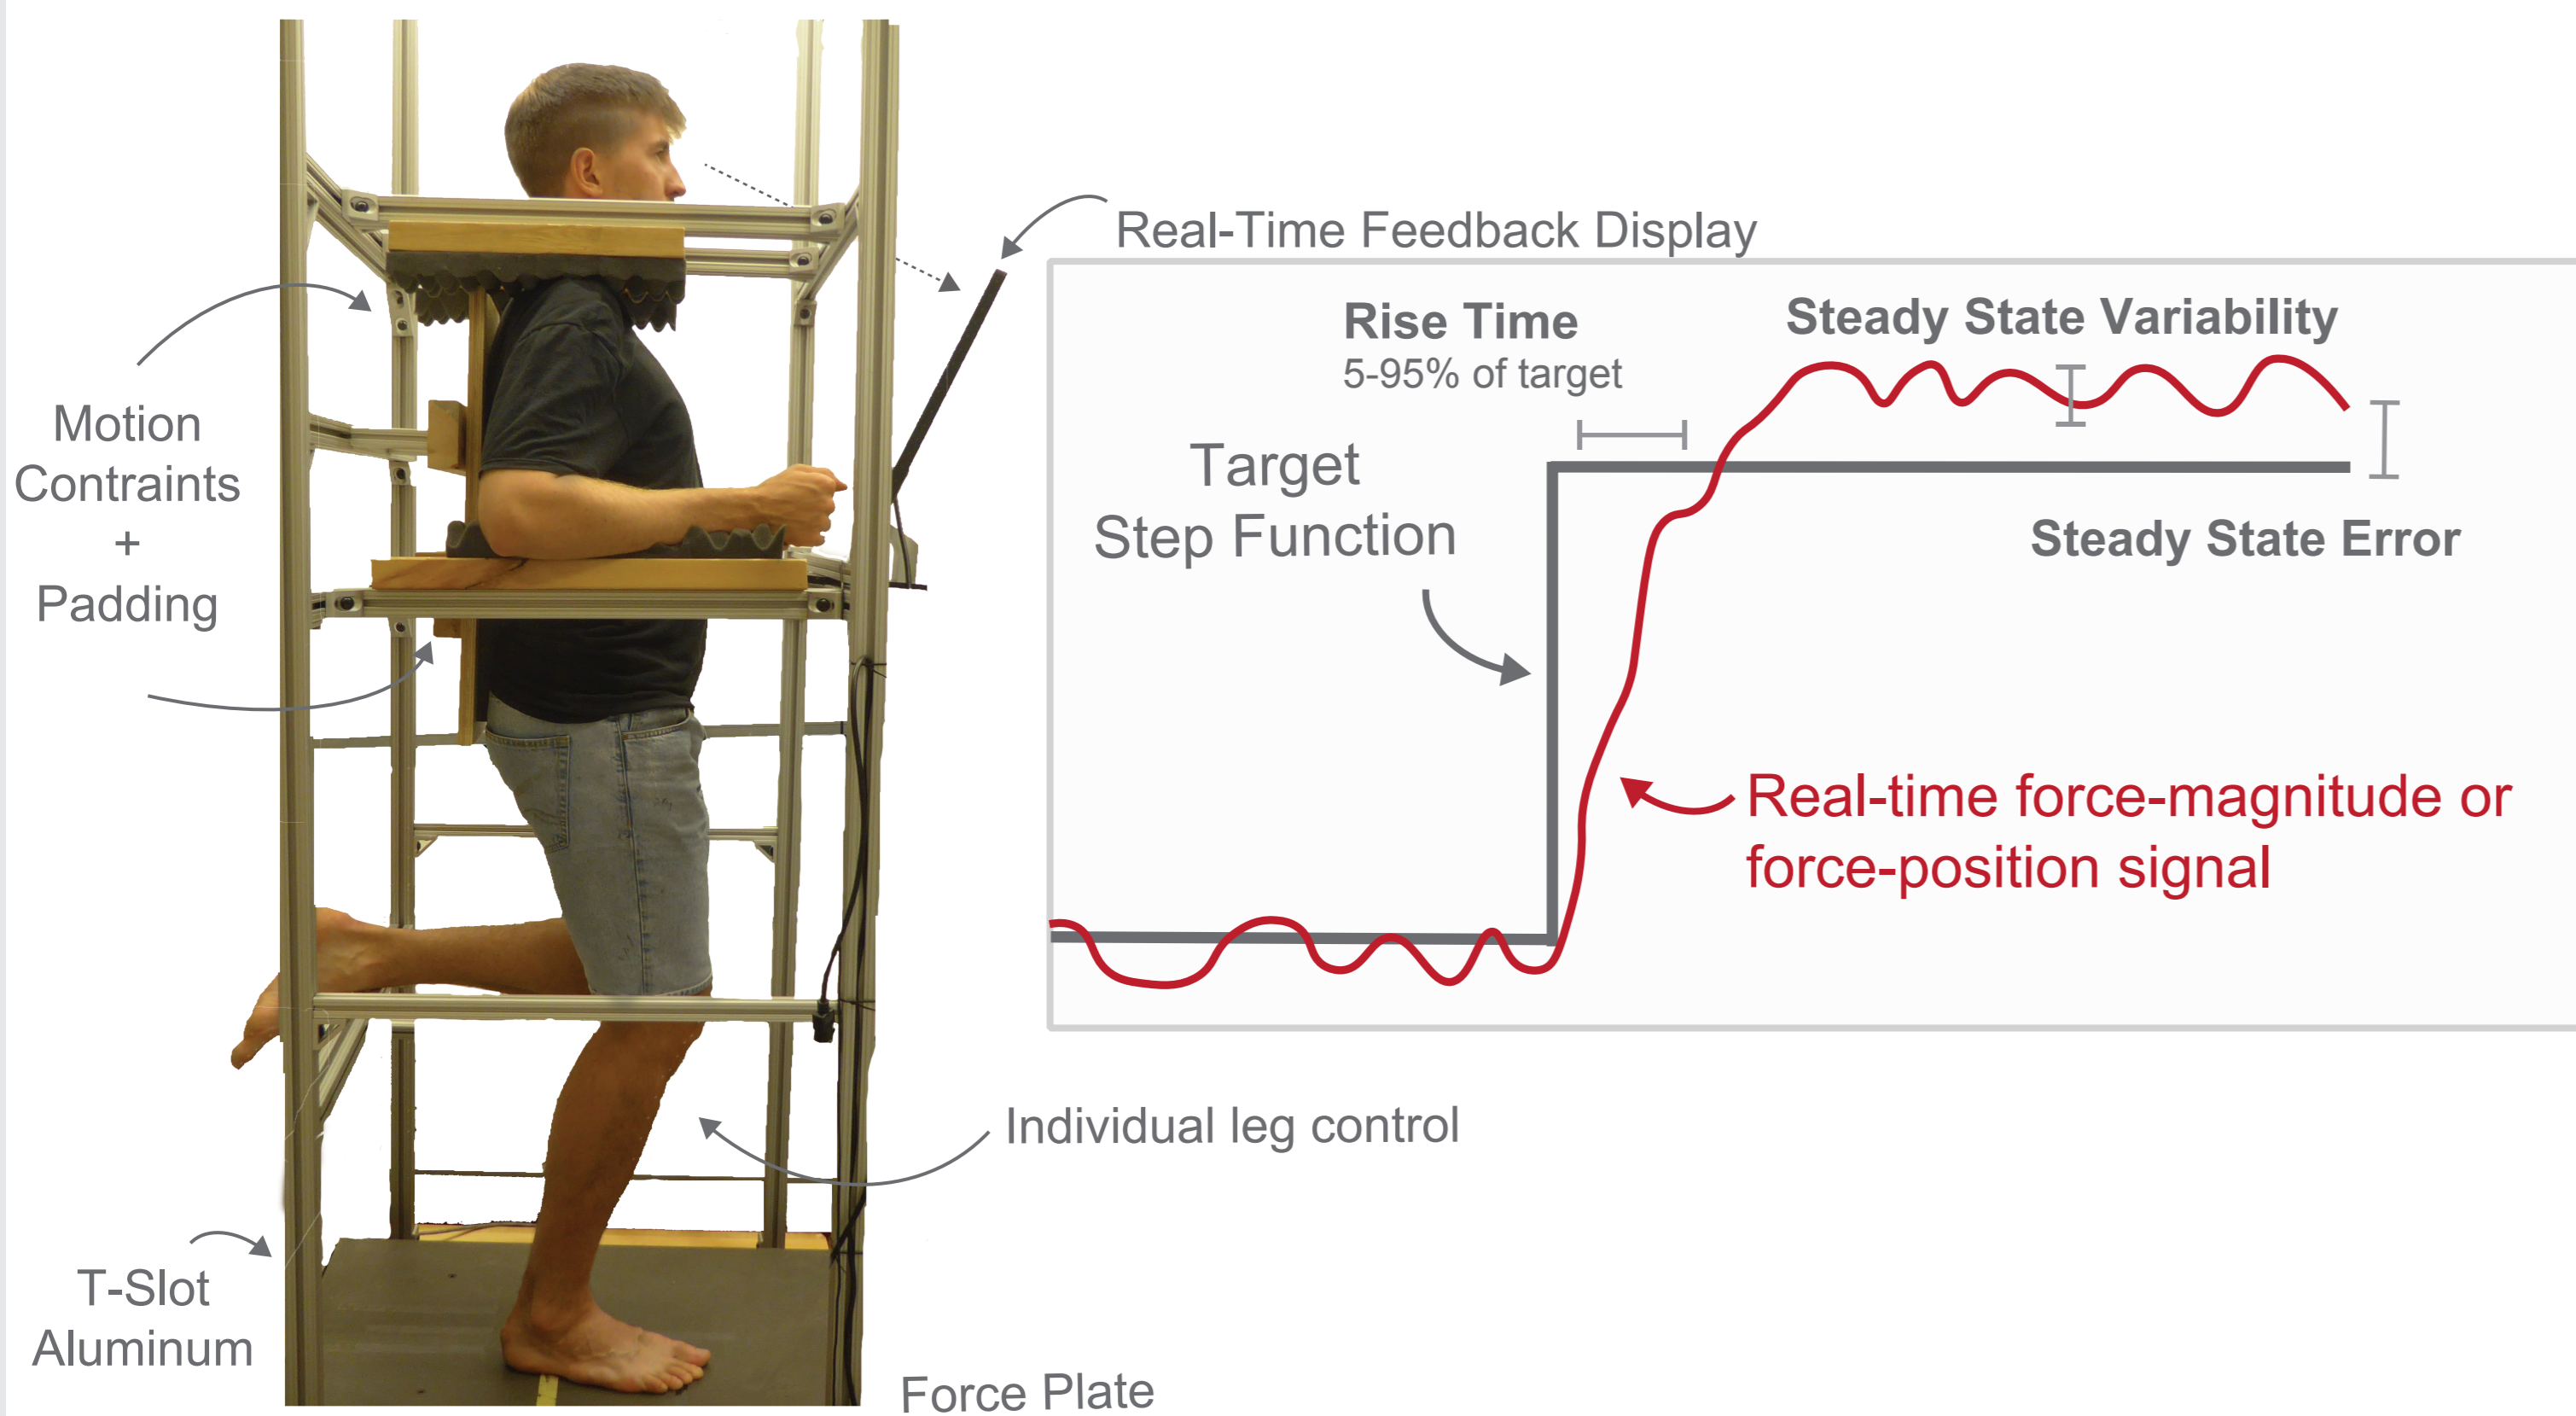 Real-Time Feedback Display
Rise Time
5-95% of target
Steady State Variability
Motion
Contraints
+
Padding
Target
Step Function
Steady State Error
Real-time force-magnitude or
force-position signal
Individual leg control
T-Slot
Aluminum
Force Plate